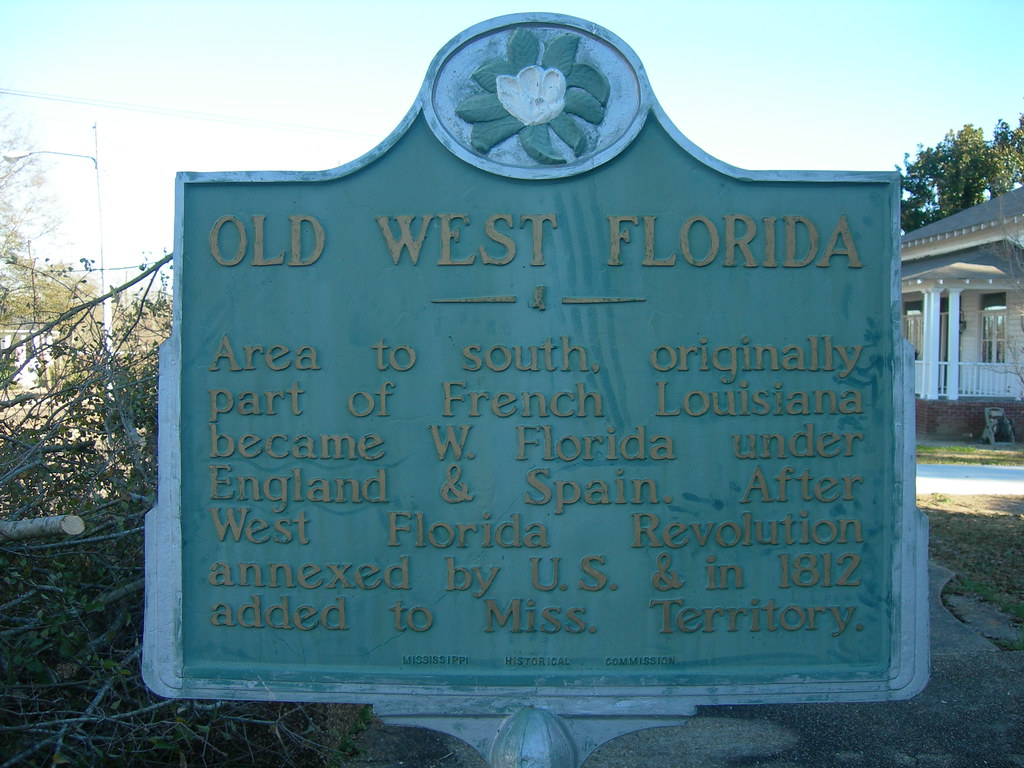 OLD WEST FLORIDA
Area to south, originally
part of French Louisiana
became W. Florida under
England & Spain. After
West Florida Revolution
annexed by U.S. & in 1812
added to Miss. Territory.
MISSISSIPPI HISTORICAL COMMISSION